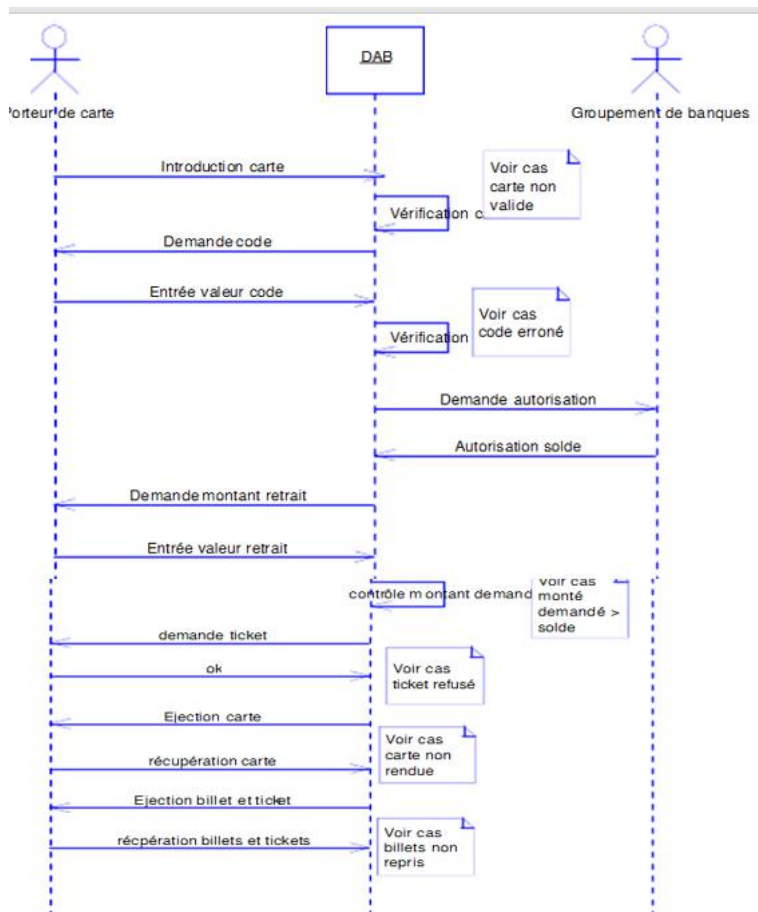 DAB
Porteur de carte
Groupement de banques
Introduction carte
Voir cas
carte non
valide
Vérification c
Demande code
Entrée valeur code
Voir cas
code erroné
Vérification
Demande autorisation
Autorisation solde
Demande montant retrait
Entrée valeur retrait
contrôle montant demand
Voir cas
monté
demandé >
solde
demande ticket
ok
Voir cas
ticket refusé
Ejection carte
Voir cas
carte non
rendue
récupération carte
Ejection billet et ticket
récpération billets et tickets
Voir cas
billets non
repris